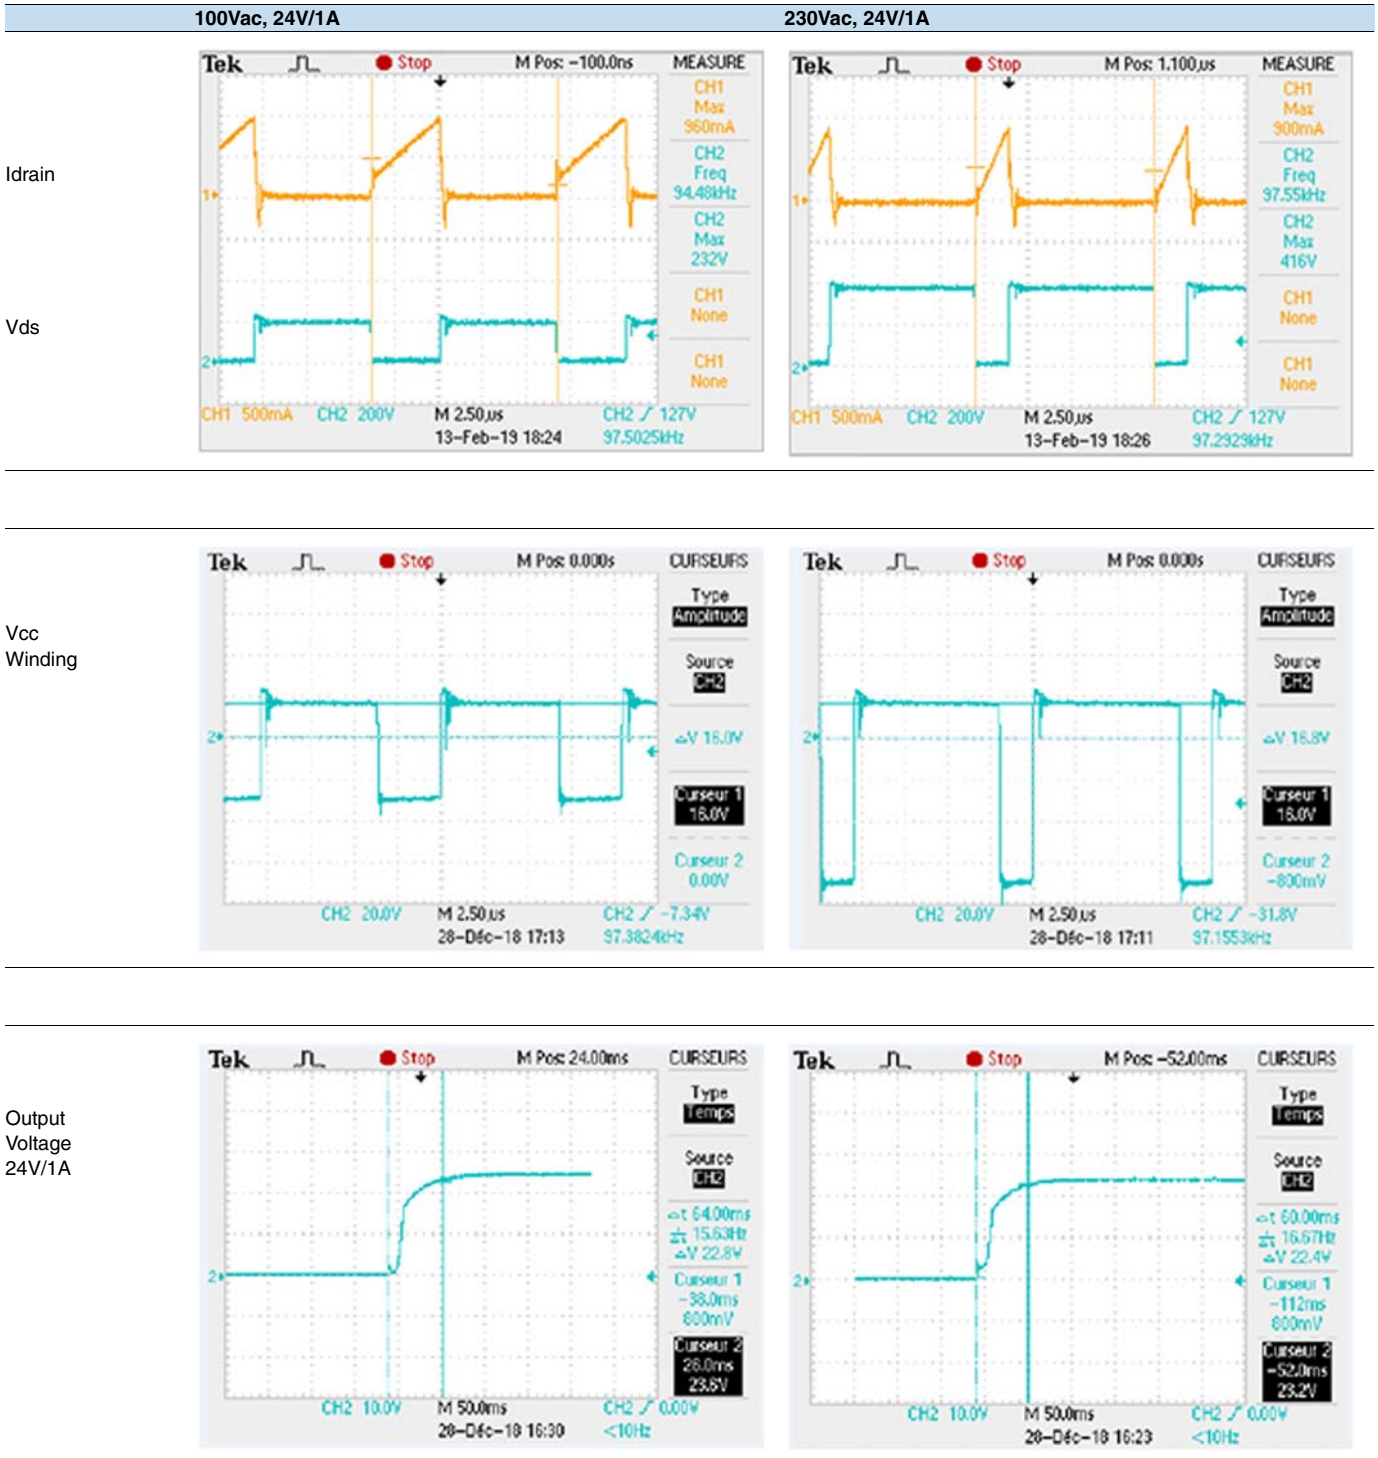 100Vac, 24V/1A 230Vac, 24V/1A
Idrain
Vds
Tek Stop M Pos: -100.0ns MEASURE
CH1
Max
960mA
CH2
Freq
94.48kHz
CH2
Max
232V
CH1
None
CH1
None
1
2
CH1 500mA CH2 200V M 2.50µs CH2 127V
13-Feb-19 18:24 97.5025kHz
Tek Stop M Pos: 1.100µs MEASURE
CH1
Max
900mA
CH2
Freq
97.55kHz
CH2
Max
416V
CH1
None
CH1
None
1
2
CH1 500mA CH2 200V M 2.50µs CH2 127V
13-Feb-19 18:26 97.2929kHz
Vcc
Winding
Tek Stop M Pos: 0.000s CURSEURS
Type
Amplitude
Source
CH2
△V 16.0V
Curseur 1
16.0V
Curseur 2
0.00V
2
CH2 20.0V M 2.50µs CH2 -7.34V
28-Déc-18 17:13 97.3824kHz
Tek Stop M Pos: 0.000s CURSEURS
Type
Amplitude
Source
CH2
△V 16.8V
Curseur 1
16.0V
Curseur 2
-800mV
2
CH2 20.0V M 2.50µs CH2 -31.8V
28-Déc-18 17:11 97.1553kHz
Output
Voltage
24V/1A
Tek Stop M Pos: 24.00ms CURSEURS
Type
Temps
Source
CH2
△t 64.00ms
15.63Hz
△V 22.8V
Curseur 1
-38.0ms
800mV
Curseur 2
26.0ms
23.6V
2
CH2 10.0V M 50.0ms CH2 0.00V
28-Déc-18 16:30 <10Hz
Tek Stop M Pos: -52.00ms CURSEURS
Type
Temps
Source
CH2
△t 60.00ms
16.67Hz
△V 22.4V
Curseur 1
-112ms
800mV
Curseur 2
-52.0ms
23.2V
2
CH2 10.0V M 50.0ms CH2 0.00V
28-Déc-18 16:23 <10Hz